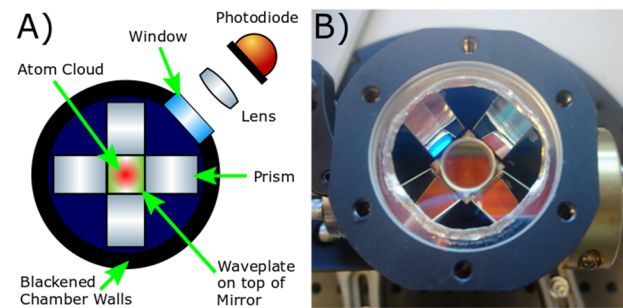 A)
Photodiode
B)
Window
Atom Cloud
Lens
Prism
Blackened
Chamber Walls
Waveplate
on top of
Mirror